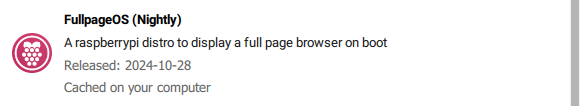 FullpageOS (Nightly)
A raspberrypi distro to display a full page browser on boot
Released: 2024-10-28
Cached on your computer